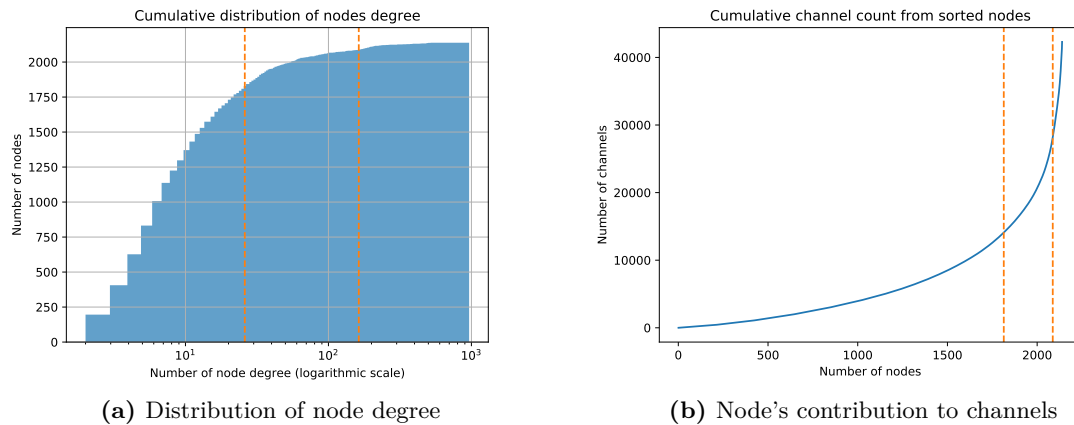 Cumulative distribution of nodes degree
Number of nodes
2000
1750
1500
1250
1000
750
500
250
0
10¹
10²
10³
Number of node degree (logarithmic scale)
(a) Distribution of node degree
Cumulative channel count from sorted nodes
Number of channels
40000
30000
20000
10000
0
0 500 1000 1500 2000
Number of nodes
(b) Node's contribution to channels